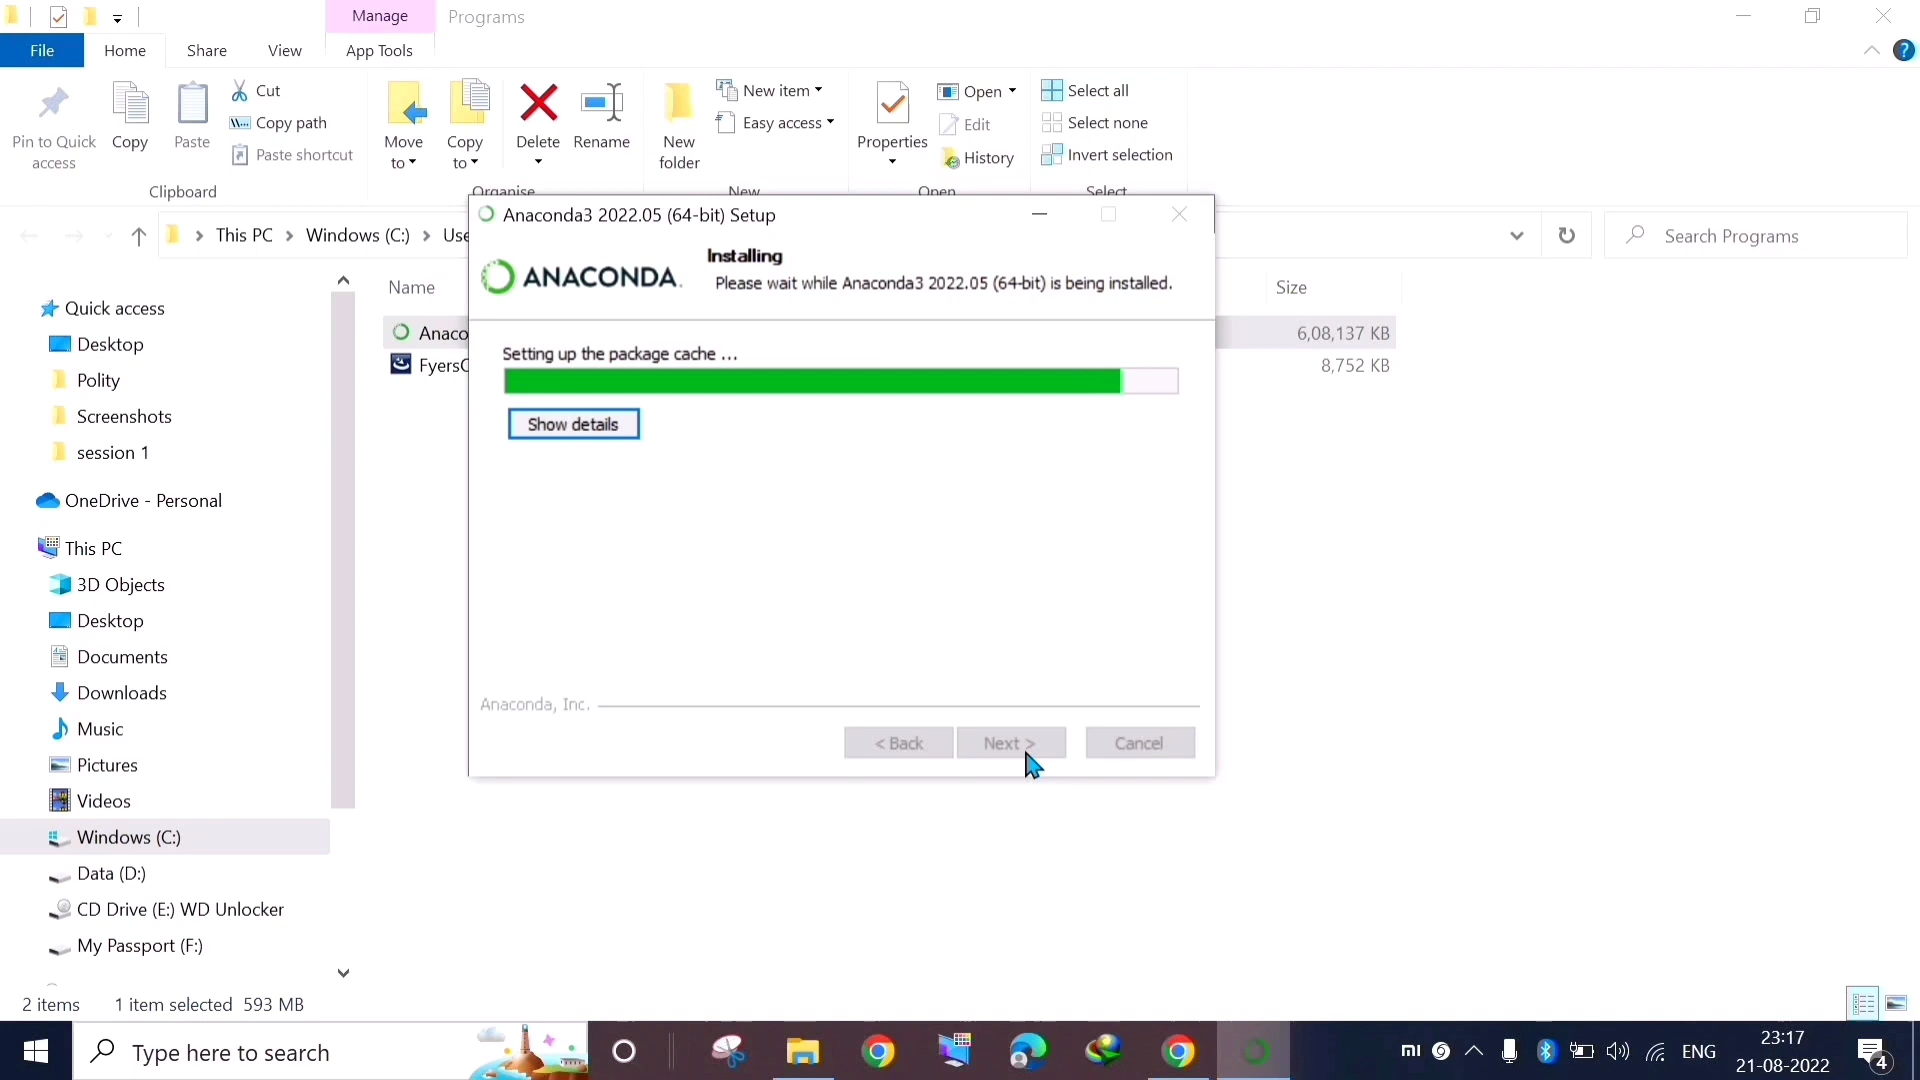 Manage
Programs
File
Home
Share
View
App Tools
Pin to Quick access
Copy
Paste
Cut
Copy path
Paste shortcut
Clipboard
Move to
Copy to
Delete
Rename
Organise
New folder
New item
Easy access
New
Properties
Open
Edit
History
Open
Select all
Select none
Invert selection
Select
This PC
Windows (C:)
Use
Search Programs
Name
Size
Anaco
6,08,137 KB
FyersC
8,752 KB
Quick access
Desktop
Polity
Screenshots
session 1
OneDrive - Personal
This PC
3D Objects
Desktop
Documents
Downloads
Music
Pictures
Videos
Windows (C:)
Data (D:)
CD Drive (E:) WD Unlocker
My Passport (F:)
Anaconda3 2022.05 (64-bit) Setup
ANACONDA.
Installing
Please wait while Anaconda3 2022.05 (64-bit) is being installed.
Setting up the package cache ...
Show details
Anaconda, Inc.
< Back
Next >
Cancel
2 items
1 item selected 593 MB
Type here to search
mi
ENG
23:17
21-08-2022
4